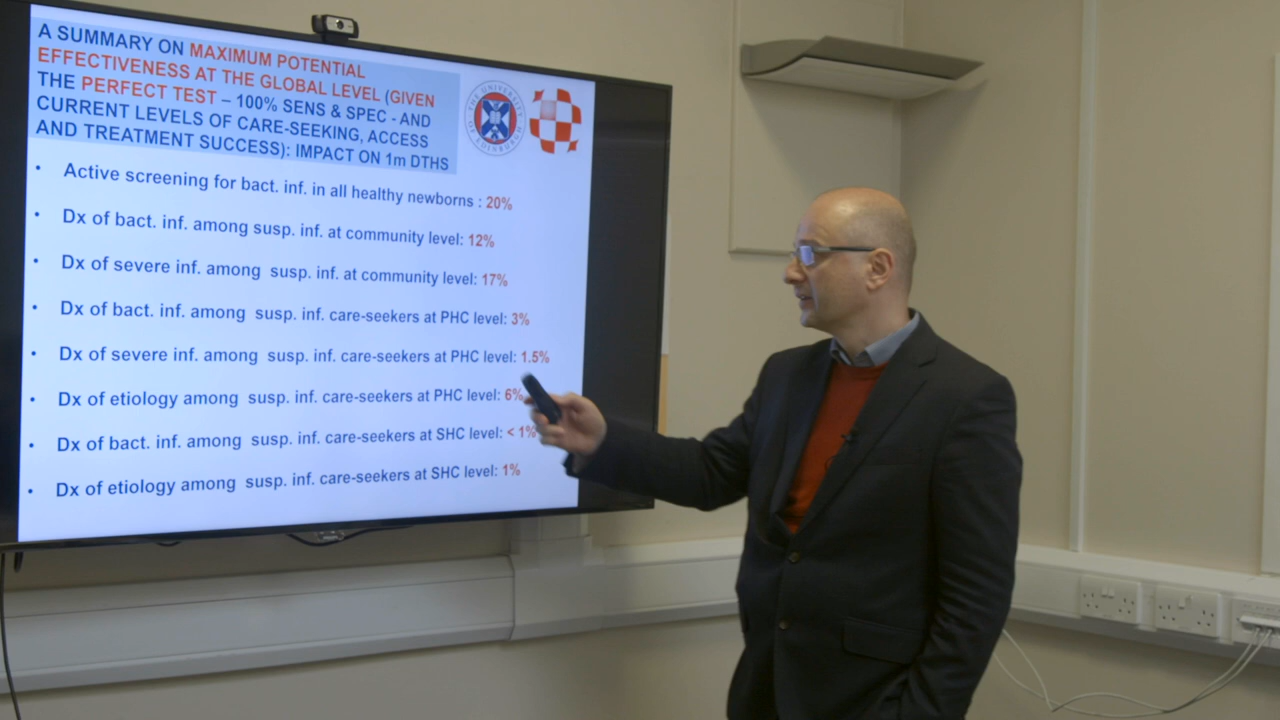 A SUMMARY ON MAXIMUM POTENTIAL
EFFECTIVENESS AT THE GLOBAL LEVEL (GIVEN
THE PERFECT TEST – 100% SENS & SPEC - AND
CURRENT LEVELS OF CARE-SEEKING, ACCESS
AND TREATMENT SUCCESS): IMPACT ON 1m DTHS
THE UNIVERSITY OF EDINBURGH
• Active screening for bact. inf. in all healthy newborns : 20%
• Dx of bact. inf. among susp. inf. at community level: 12%
• Dx of severe inf. among susp. inf. at community level: 17%
• Dx of bact. inf. among susp. inf. care-seekers at PHC level: 3%
• Dx of severe inf. among susp. inf. care-seekers at PHC level: 1.5%
• Dx of etiology among susp. inf. care-seekers at PHC level: 6%
• Dx of bact. inf. among susp. inf. care-seekers at SHC level: < 1%
• Dx of etiology among susp. inf. care-seekers at SHC level: 1%